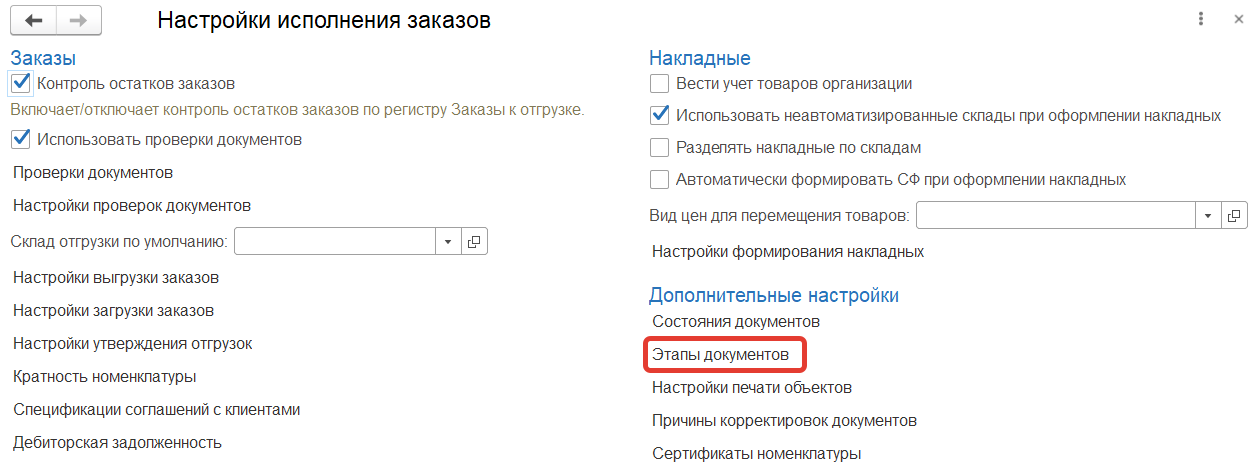 Настройки исполнения заказов
Заказы
Контроль остатков заказов
Включает/отключает контроль остатков заказов по регистру Заказы к отгрузке.
Использовать проверки документов
Проверки документов
Настройки проверок документов
Склад отгрузки по умолчанию:
Настройки выгрузки заказов
Настройки загрузки заказов
Настройки утверждения отгрузок
Кратность номенклатуры
Спецификации соглашений с клиентами
Дебиторская задолженность
Накладные
Вести учет товаров организации
Использовать неавтоматизированные склады при оформлении накладных
Разделять накладные по складам
Автоматически формировать СФ при оформлении накладных
Вид цен для перемещения товаров:
Настройки формирования накладных
Дополнительные настройки
Состояния документов
Этапы документов
Настройки печати объектов
Причины корректировок документов
Сертификаты номенклатуры